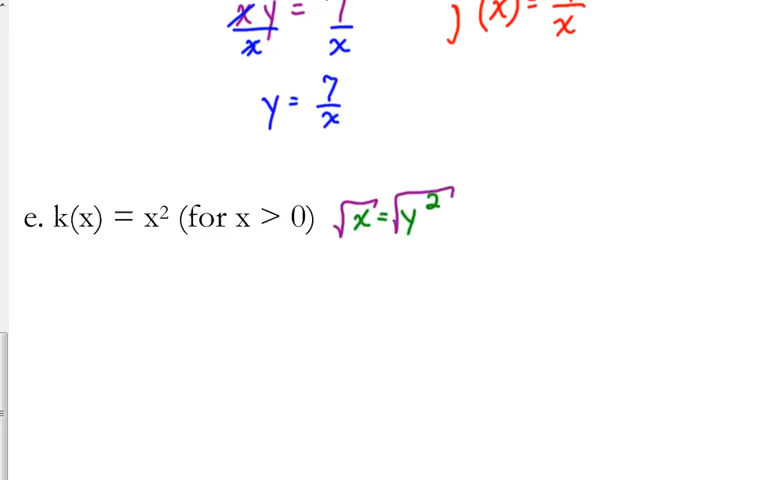 xy/x = 7/x
(x) = /x
y = 7/x
e. k(x) = x² (for x > 0) √x = √y²